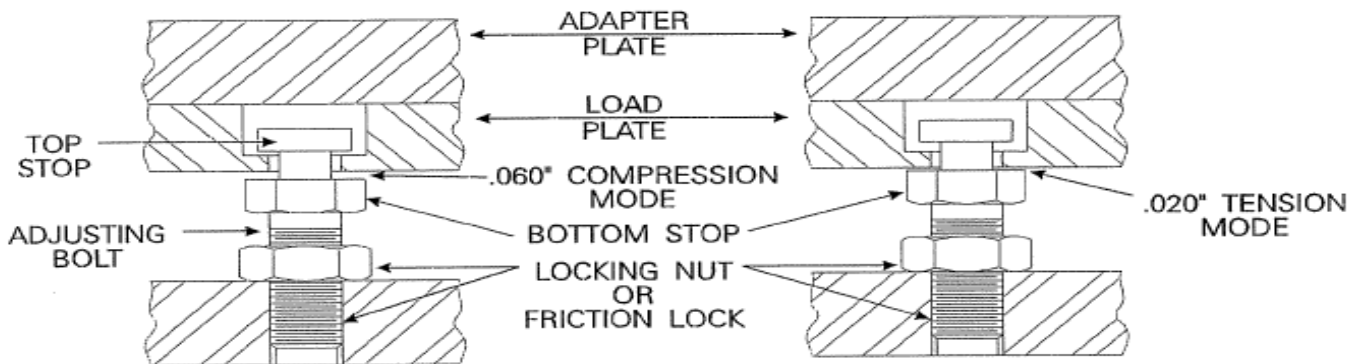 ADAPTER
PLATE
LOAD
PLATE
TOP
STOP
.060" COMPRESSION
MODE
.020" TENSION
MODE
ADJUSTING
BOLT
BOTTOM STOP
LOCKING NUT
OR
FRICTION LOCK